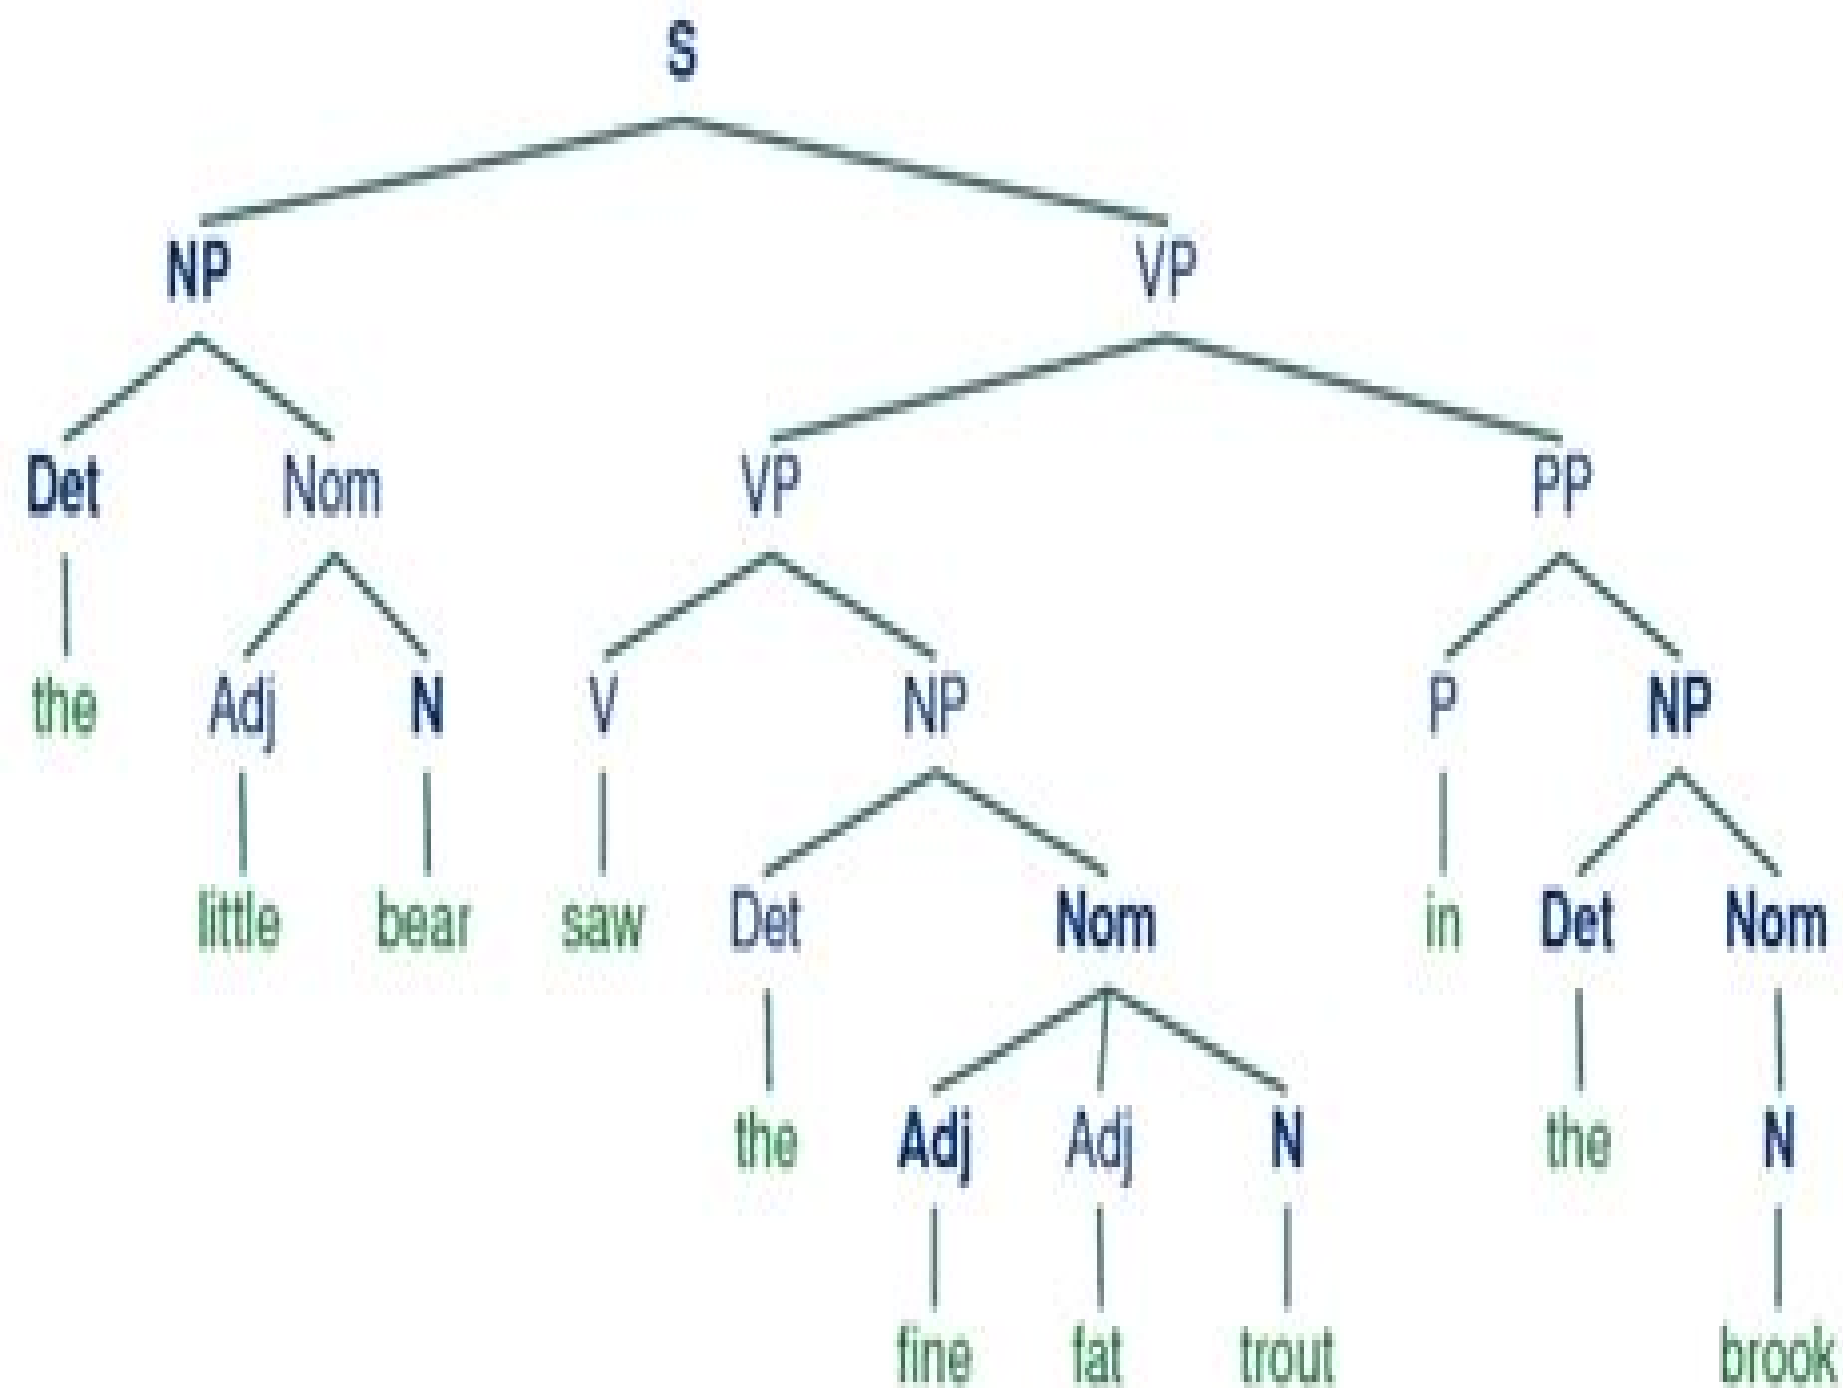 S
NP VP
Det Nom VP PP
the Adj N V NP P NP
little bear saw Det Nom in Det Nom
the Adj Adj N the N
fine fat trout brook